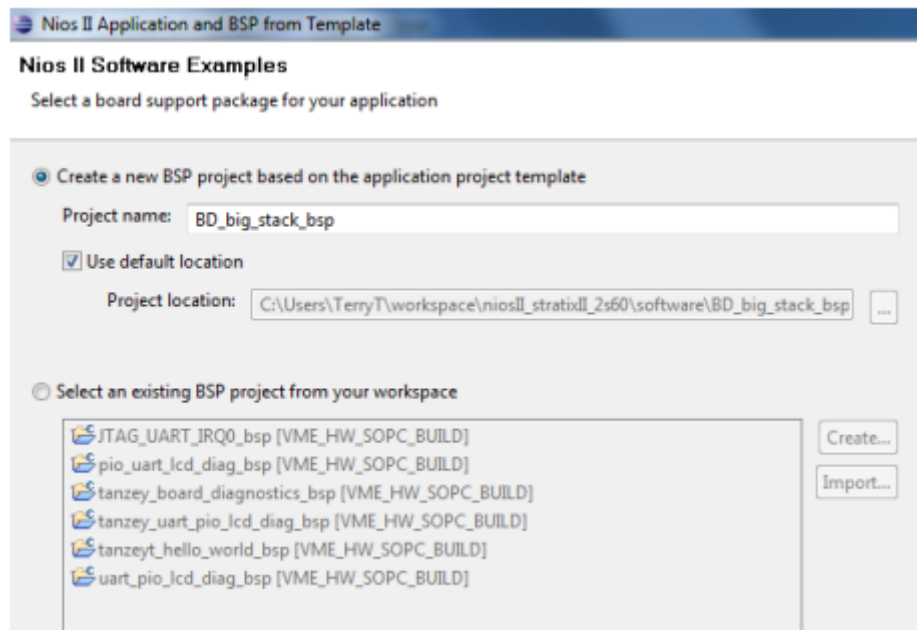 Nios II Application and BSP from Template
Nios II Software Examples
Select a board support package for your application
Create a new BSP project based on the application project template
Project name: BD_big_stack_bsp
Use default location
Project location: C:\Users\TerryT\workspace\niosII_stratixII_2s60\software\BD_big_stack_bsp ...
Select an existing BSP project from your workspace
JTAG_UART_IRQ0_bsp [VME_HW_SOPC_BUILD] Create...
pio_uart_lcd_diag_bsp [VME_HW_SOPC_BUILD]
tanzey_board_diagnostics_bsp [VME_HW_SOPC_BUILD] Import...
tanzey_uart_pio_lcd_diag_bsp [VME_HW_SOPC_BUILD]
tanzeyt_hello_world_bsp [VME_HW_SOPC_BUILD]
uart_pio_lcd_diag_bsp [VME_HW_SOPC_BUILD]